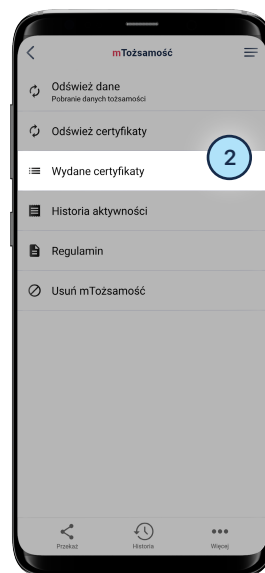 mTożsamość
Odśwież dane
Pobranie danych tożsamości
Odśwież certyfikaty
Wydane certyfikaty
2
Historia aktywności
Regulamin
Usuń mTożsamość
Przekaż
Historia
Więcej